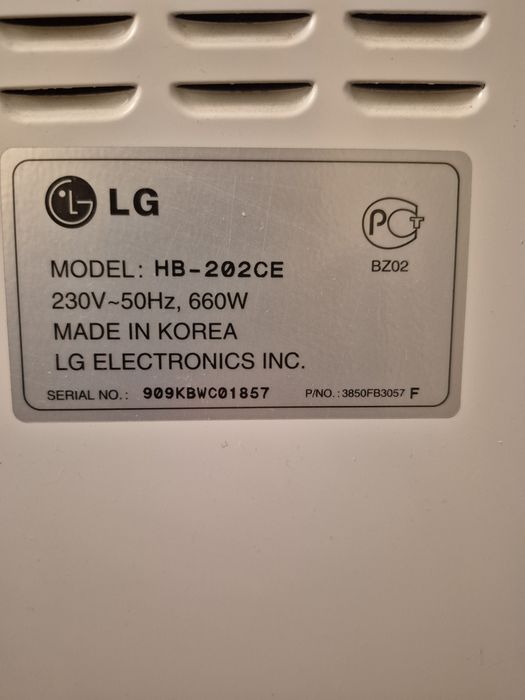 LG
PCT
BZ02
MODEL: HB-202CE
230V~50Hz, 660W
MADE IN KOREA
LG ELECTRONICS INC.
SERIAL NO.: 909KBWC01857 P/NO.:3850FB3057 F